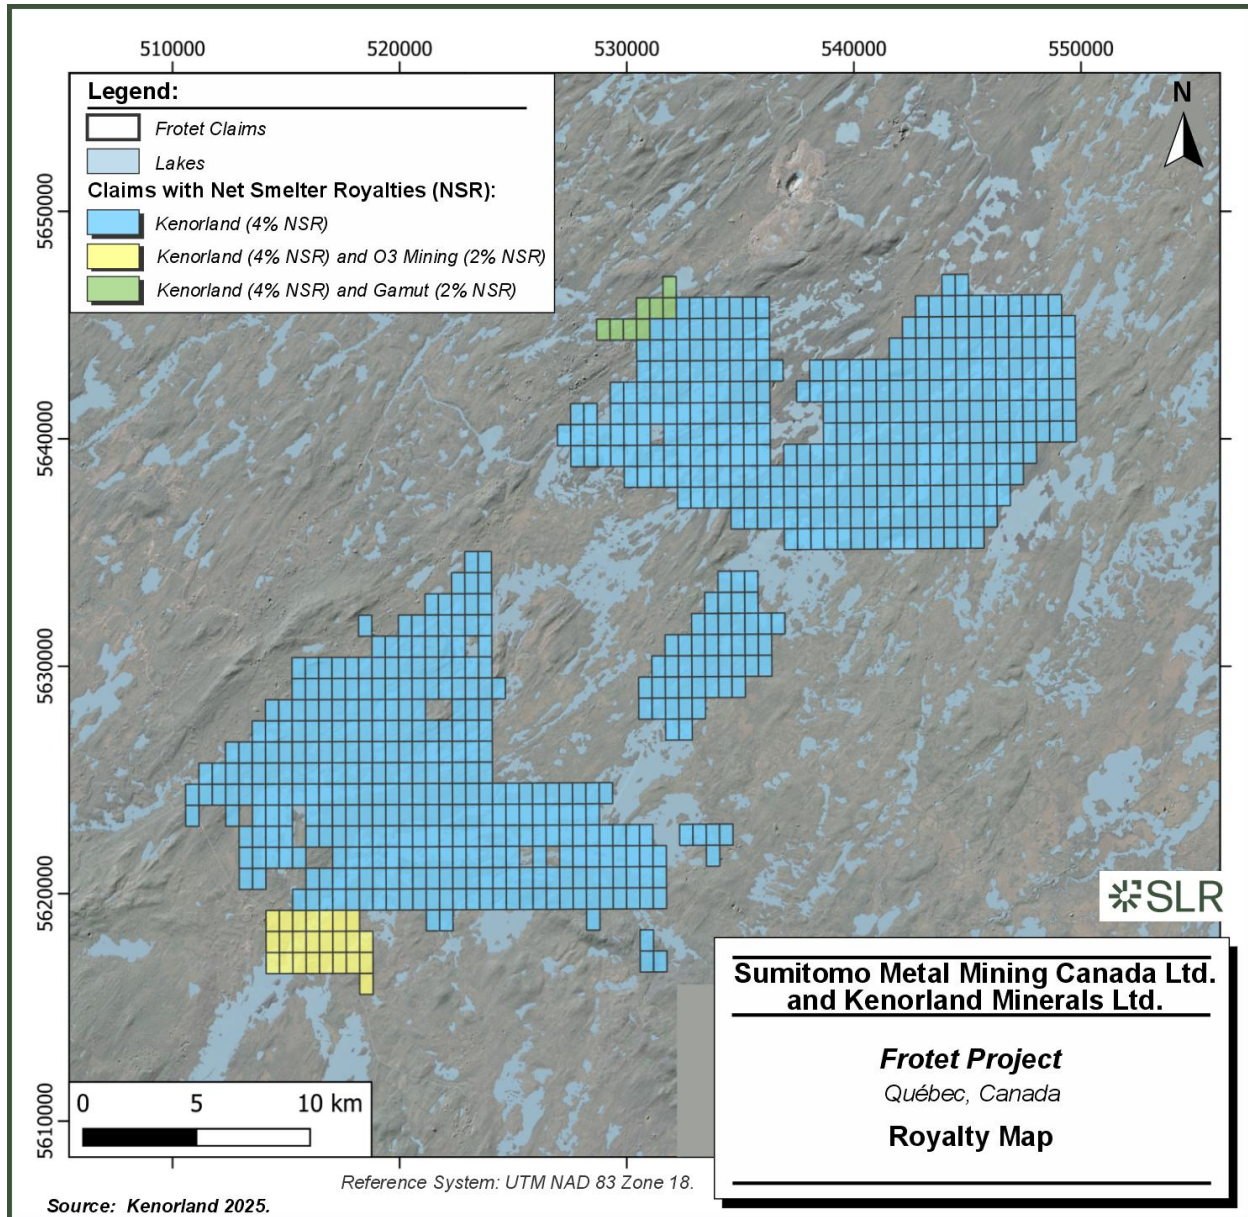 510000 520000 530000 540000 550000
Legend:
Frotet Claims
Lakes
Claims with Net Smelter Royalties (NSR):
Kenorland (4% NSR)
Kenorland (4% NSR) and O3 Mining (2% NSR)
Kenorland (4% NSR) and Gamut (2% NSR)
N
5650000
5640000
5630000
5620000
5610000
SLR
Sumitomo Metal Mining Canada Ltd.
and Kenorland Minerals Ltd.
Frotet Project
Québec, Canada
Royalty Map
0 5 10 km
Reference System: UTM NAD 83 Zone 18.
Source: Kenorland 2025.